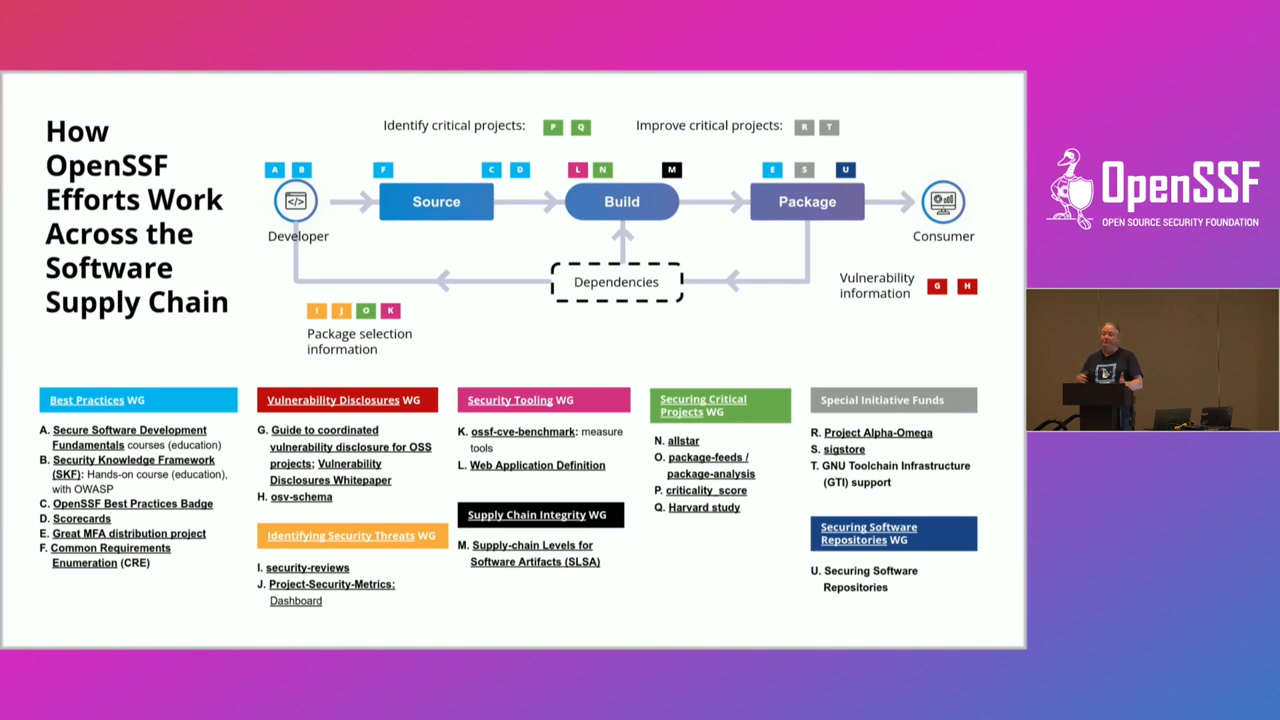 How
OpenSSF
Efforts Work
Across the
Software
Supply Chain
Identify critical projects: P Q
Improve critical projects: R T
A B F C D L N M E S U
Source
Build
Package
Developer
Consumer
Dependencies
Vulnerability
information
G H
I J O K
Package selection
information
Best Practices WG
A. Secure Software Development
Fundamentals courses (education)
B. Security Knowledge Framework
(SKF): Hands-on course (education),
with OWASP
C. OpenSSF Best Practices Badge
D. Scorecards
E. Great MFA distribution project
F. Common Requirements
Enumeration (CRE)
Vulnerability Disclosures WG
G. Guide to coordinated
vulnerability disclosure for OSS
projects; Vulnerability
Disclosures Whitepaper
H. osv-schema
Identifying Security Threats WG
I. security-reviews
J. Project-Security-Metrics:
Dashboard
Security Tooling WG
K. ossf-cve-benchmark: measure
tools
L. Web Application Definition
Supply Chain Integrity WG
M. Supply-chain Levels for
Software Artifacts (SLSA)
Securing Critical
Projects WG
N. allstar
O. package-feeds /
package-analysis
P. criticality_score
Q. Harvard study
Special Initiative Funds
R. Project Alpha-Omega
S. sigstore
T. GNU Toolchain Infrastructure
(GTI) support
Securing Software
Repositories WG
U. Securing Software
Repositories
OpenSSF
OPEN SOURCE SECURITY FOUNDATION